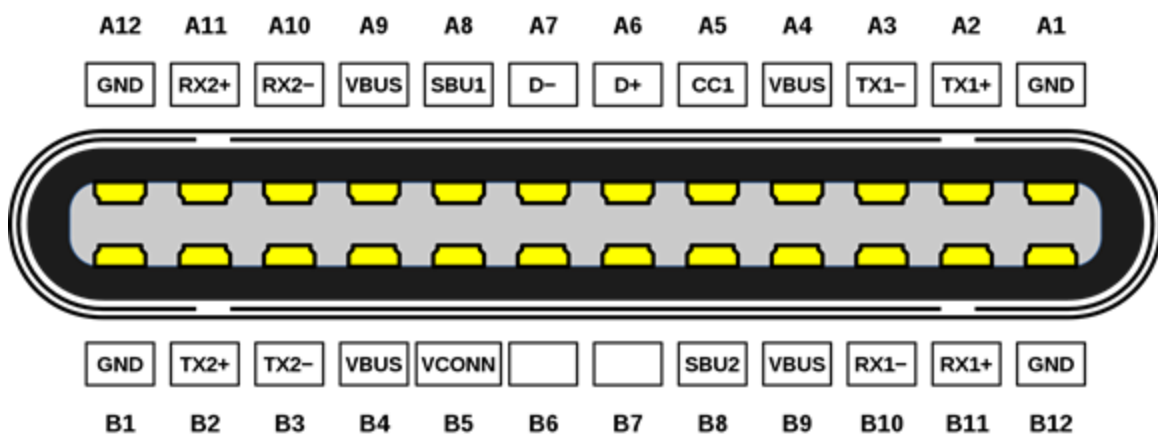 A12 A11 A10 A9 A8 A7 A6 A5 A4 A3 A2 A1
GND RX2+ RX2− VBUS SBU1 D− D+ CC1 VBUS TX1− TX1+ GND
GND TX2+ TX2− VBUS VCONN SBU2 VBUS RX1− RX1+ GND
B1 B2 B3 B4 B5 B6 B7 B8 B9 B10 B11 B12